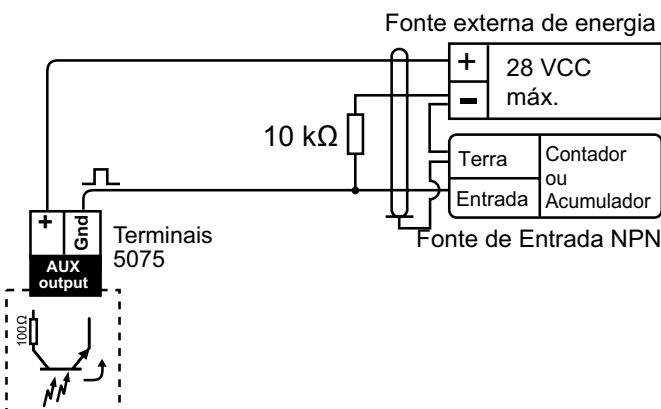 Fonte externa de energia
+
28 VCC
máx.
−
10 kΩ
Terra
Contador
ou
Acumulador
Entrada
Fonte de Entrada NPN
+
Gnd
Terminais
5075
AUX
output
100Ω